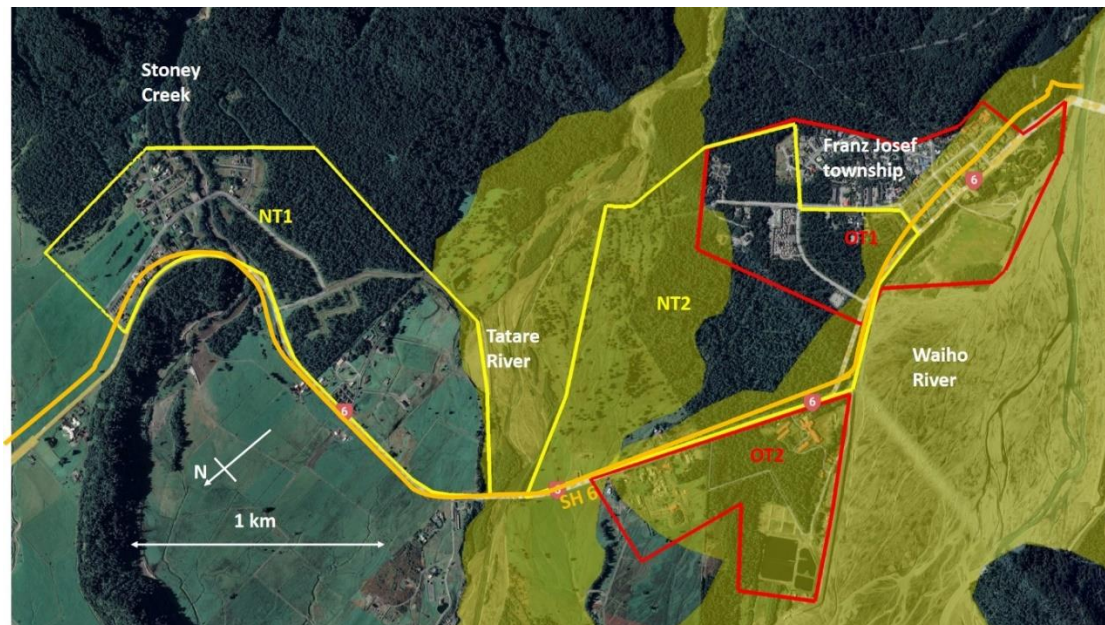 Stoney
Creek
NT1
Franz Josef
township
6
OT1
NT2
Tatare
River
Waiho
River
6
6
OT2
N
6
SH 6
1 km